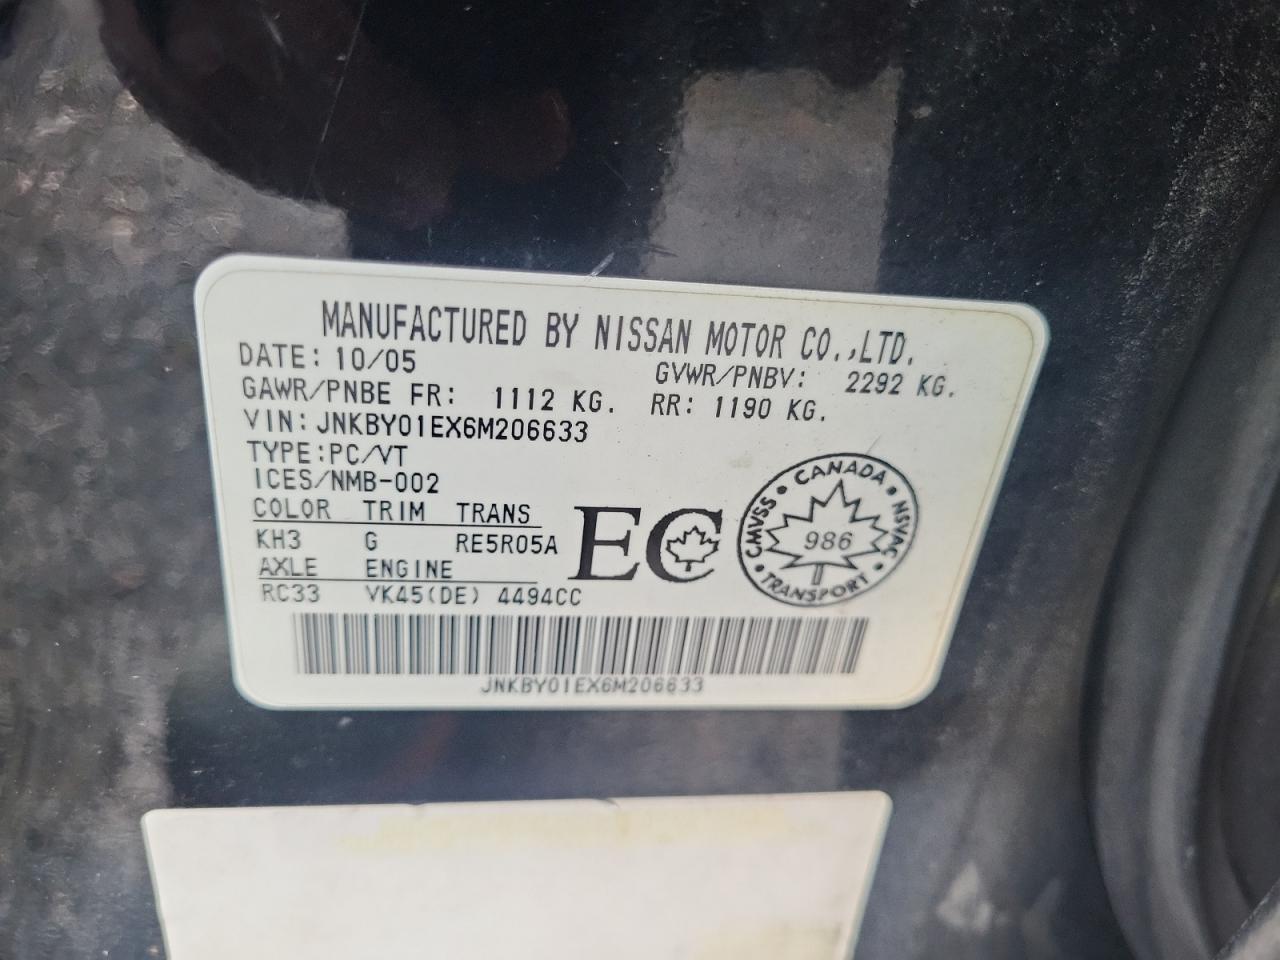 MANUFACTURED BY NISSAN MOTOR CO.,LTD.
DATE: 10/05 GVWR/PNBV: 2292 KG.
GAWR/PNBE FR: 1112 KG. RR: 1190 KG.
VIN: JNKBY01EX6M206633
TYPE: PC/VT
ICES/NMB-002
COLOR TRIM TRANS
KH3 G RE5R05A
AXLE ENGINE
RC33 VK45(DE) 4494CC
EC
CANADA
CMVSS 986 NSVAC
TRANSPORT
JNKBY01EX6M206633